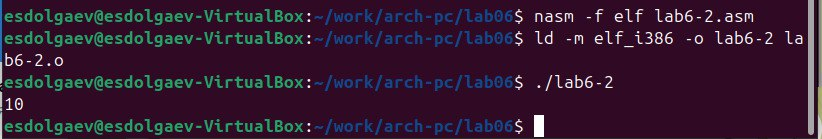 esdolgaev@esdolgaev-VirtualBox:~/work/arch-pc/lab06$ nasm -f elf lab6-2.asm
esdolgaev@esdolgaev-VirtualBox:~/work/arch-pc/lab06$ ld -m elf_i386 -o lab6-2 la
b6-2.o
esdolgaev@esdolgaev-VirtualBox:~/work/arch-pc/lab06$ ./lab6-2
10
esdolgaev@esdolgaev-VirtualBox:~/work/arch-pc/lab06$